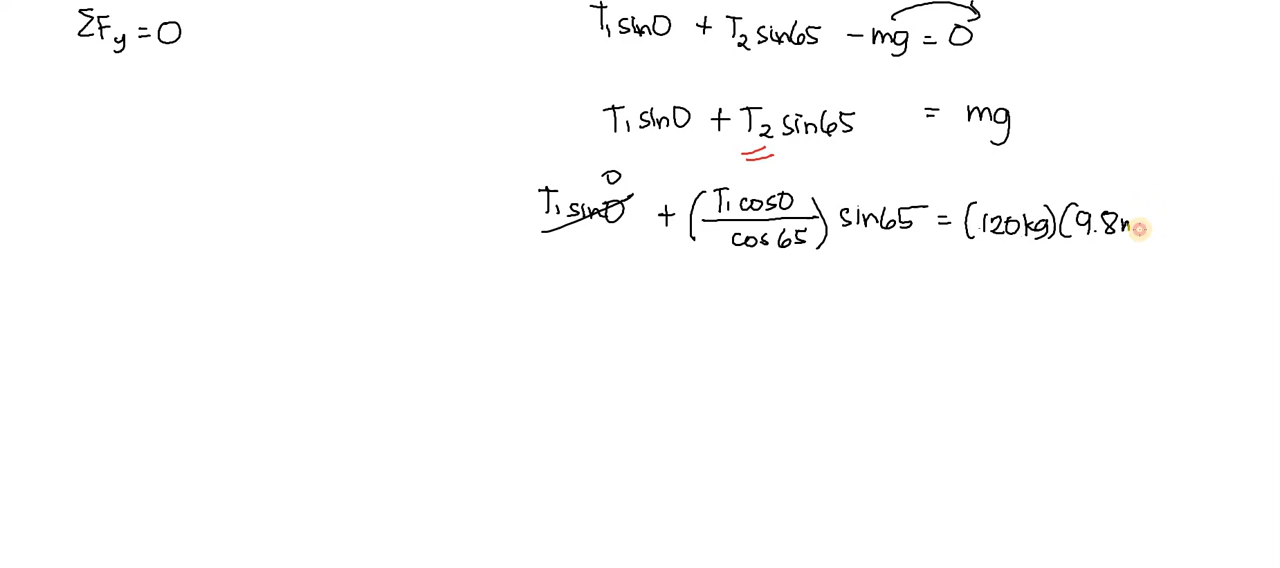 ΣFy = 0
T₁ sin0 + T₂ sin65 - mg = 0
T₁ sin0 + T₂ sin65 = mg
0
T₁ sin0 + (T₁ cos0 / cos65) sin65 = (120kg)(9.8m